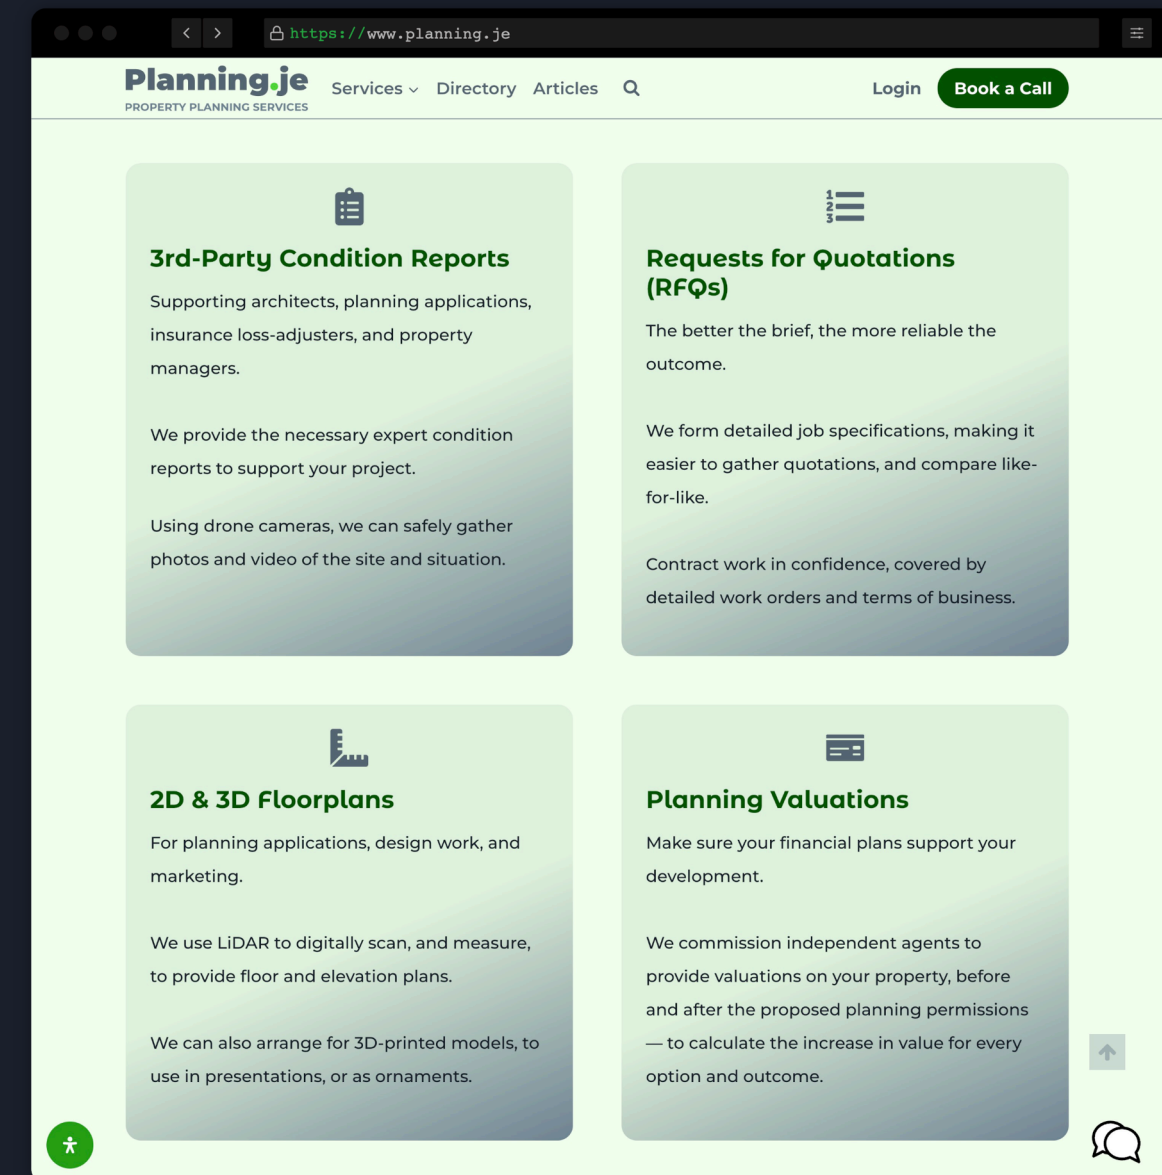 https://www.planning.je
Planning.je
PROPERTY PLANNING SERVICES
Services
Directory
Articles
Login
Book a Call
3rd-Party Condition Reports
Supporting architects, planning applications,
insurance loss-adjusters, and property
managers.
We provide the necessary expert condition
reports to support your project.
Using drone cameras, we can safely gather
photos and video of the site and situation.
1
2
3
Requests for Quotations
(RFQs)
The better the brief, the more reliable the
outcome.
We form detailed job specifications, making it
easier to gather quotations, and compare like-
for-like.
Contract work in confidence, covered by
detailed work orders and terms of business.
2D & 3D Floorplans
For planning applications, design work, and
marketing.
We use LiDAR to digitally scan, and measure,
to provide floor and elevation plans.
We can also arrange for 3D-printed models, to
use in presentations, or as ornaments.
Planning Valuations
Make sure your financial plans support your
development.
We commission independent agents to
provide valuations on your property, before
and after the proposed planning permissions
— to calculate the increase in value for every
option and outcome.